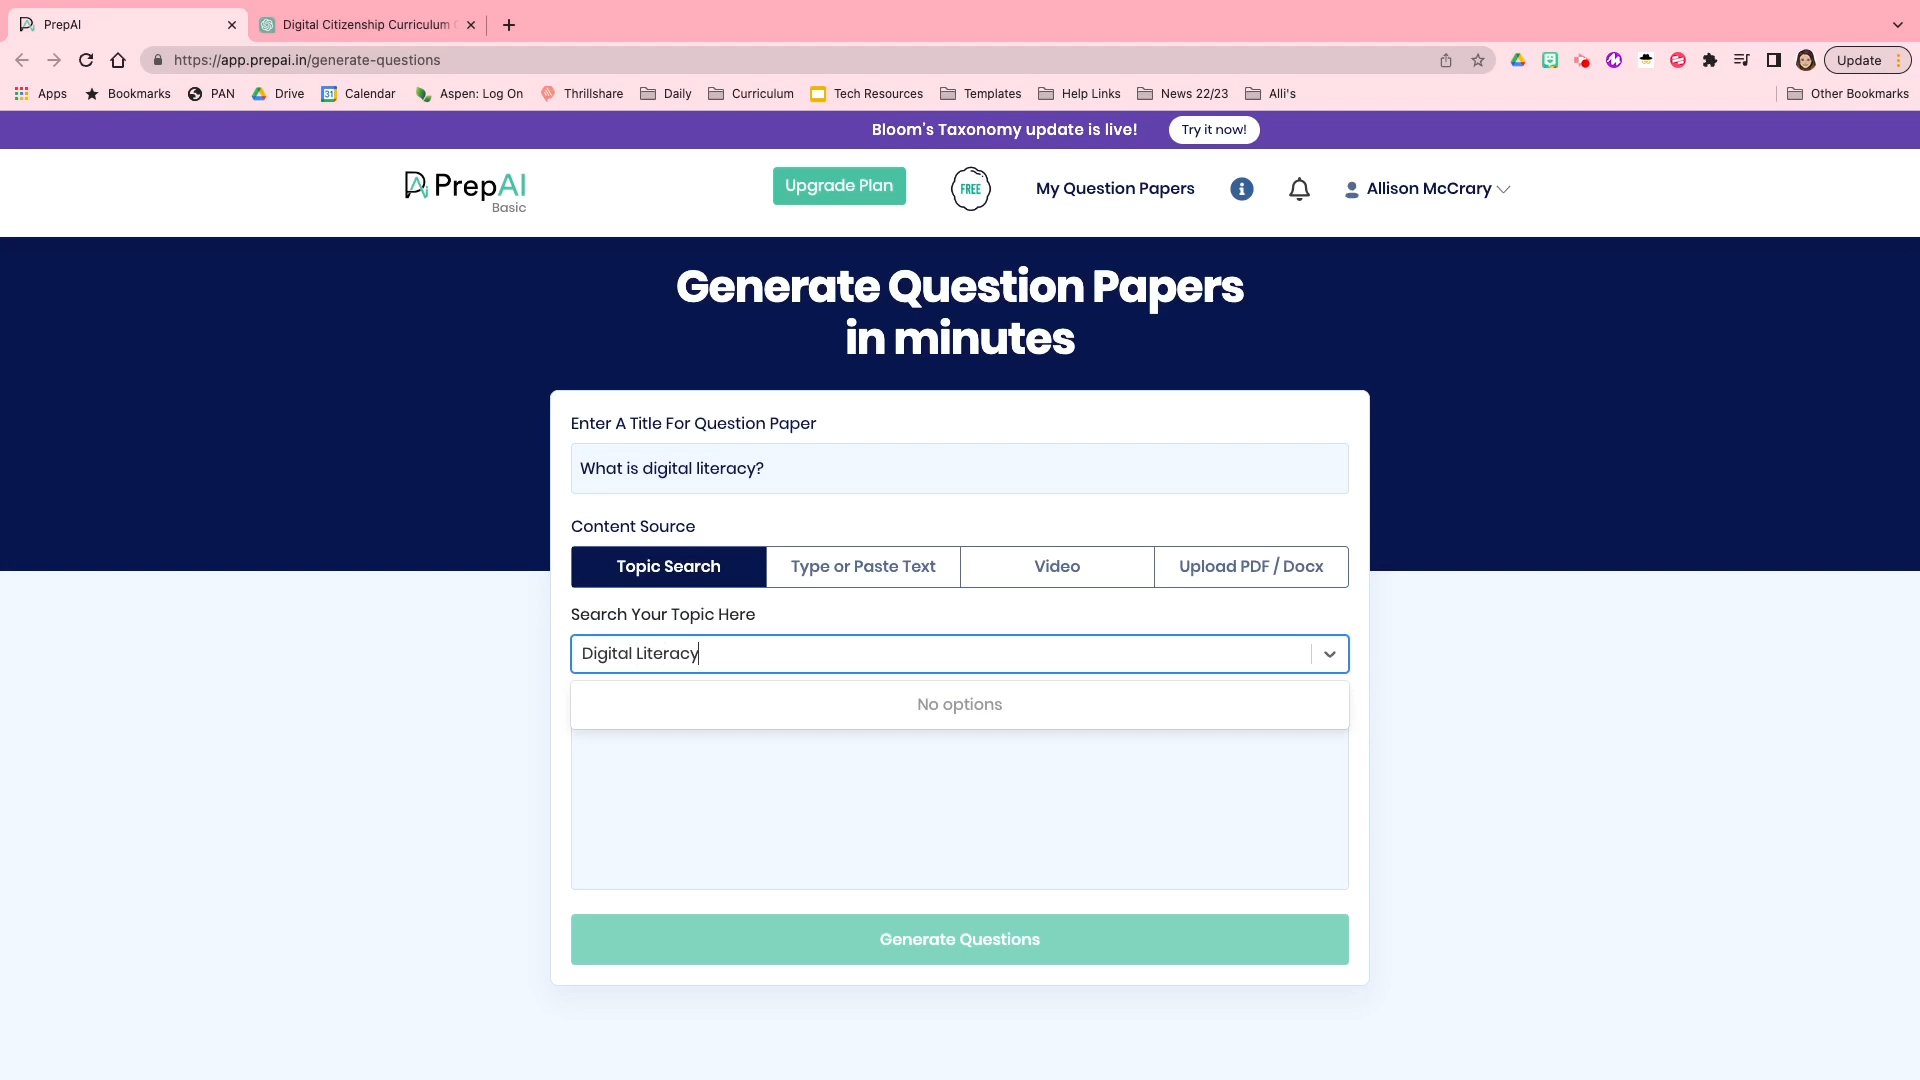 PrepAI
Digital Citizenship Curriculum
https://app.prepai.in/generate-questions
Update
Apps
Bookmarks
PAN
Drive
31
Calendar
Aspen: Log On
Thrillshare
Daily
Curriculum
Tech Resources
Templates
Help Links
News 22/23
Alli's
Other Bookmarks
Bloom's Taxonomy update is live!
Try it now!
PrepAI
Basic
Upgrade Plan
FREE
My Question Papers
Allison McCrary
Generate Question Papers
in minutes
Enter A Title For Question Paper
What is digital literacy?
Content Source
Topic Search
Type or Paste Text
Video
Upload PDF / Docx
Search Your Topic Here
Digital Literacy
No options
Generate Questions